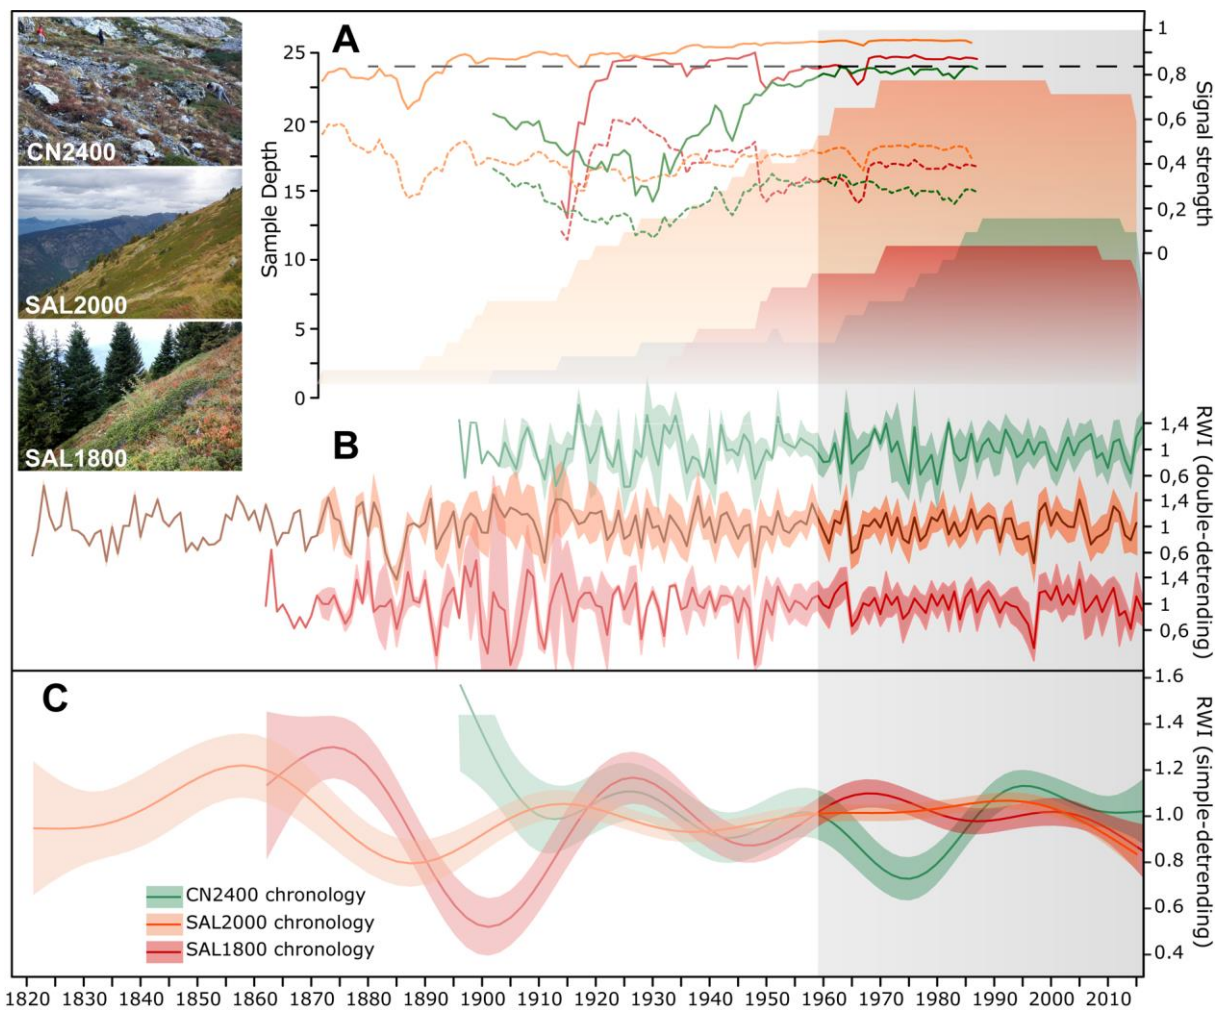 CN2400
SAL2000
SAL1800
A
25
20
15
10
5
0
Sample Depth
1
0,8
0,6
0,4
0,2
0
Signal strength
B
1,4
1
0,6
1,4
1
0,6
1,4
1
0,6
RWI (double-detrending)
C
1.6
1.4
1.2
1.0
0.8
0.6
0.4
RWI (simple-detrending)
CN2400 chronology
SAL2000 chronology
SAL1800 chronology
1820 1830 1840 1850 1860 1870 1880 1890 1900 1910 1920 1930 1940 1950 1960 1970 1980 1990 2000 2010